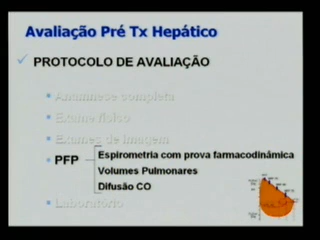 Avaliação Pré Tx Hepático
PROTOCOLO DE AVALIAÇÃO
Anamnese completa
Exame físico
Exames de imagem
PFP
Espirometria com prova farmacodinâmica
Volumes Pulmonares
Difusão CO
Laboratório